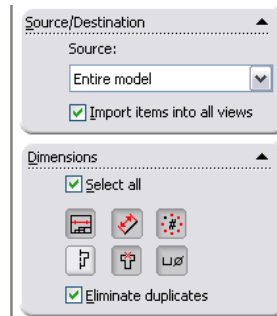 Source/Destination
Source:
Entire model
Import items into all views
Dimensions
Select all
#
Eliminate duplicates